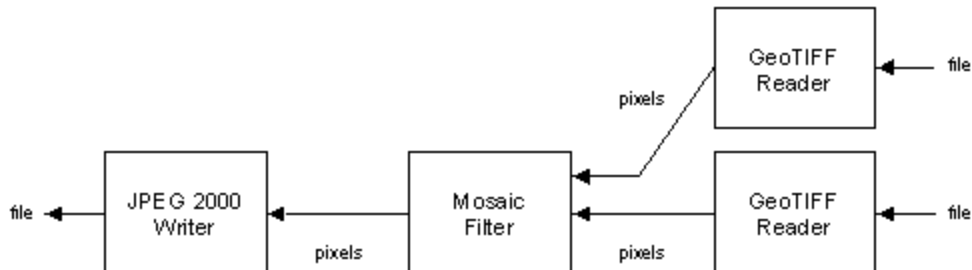 GeoTIFF
Reader
file
pixels
file
JPEG 2000
Writer
pixels
Mosaic
Filter
pixels
GeoTIFF
Reader
file